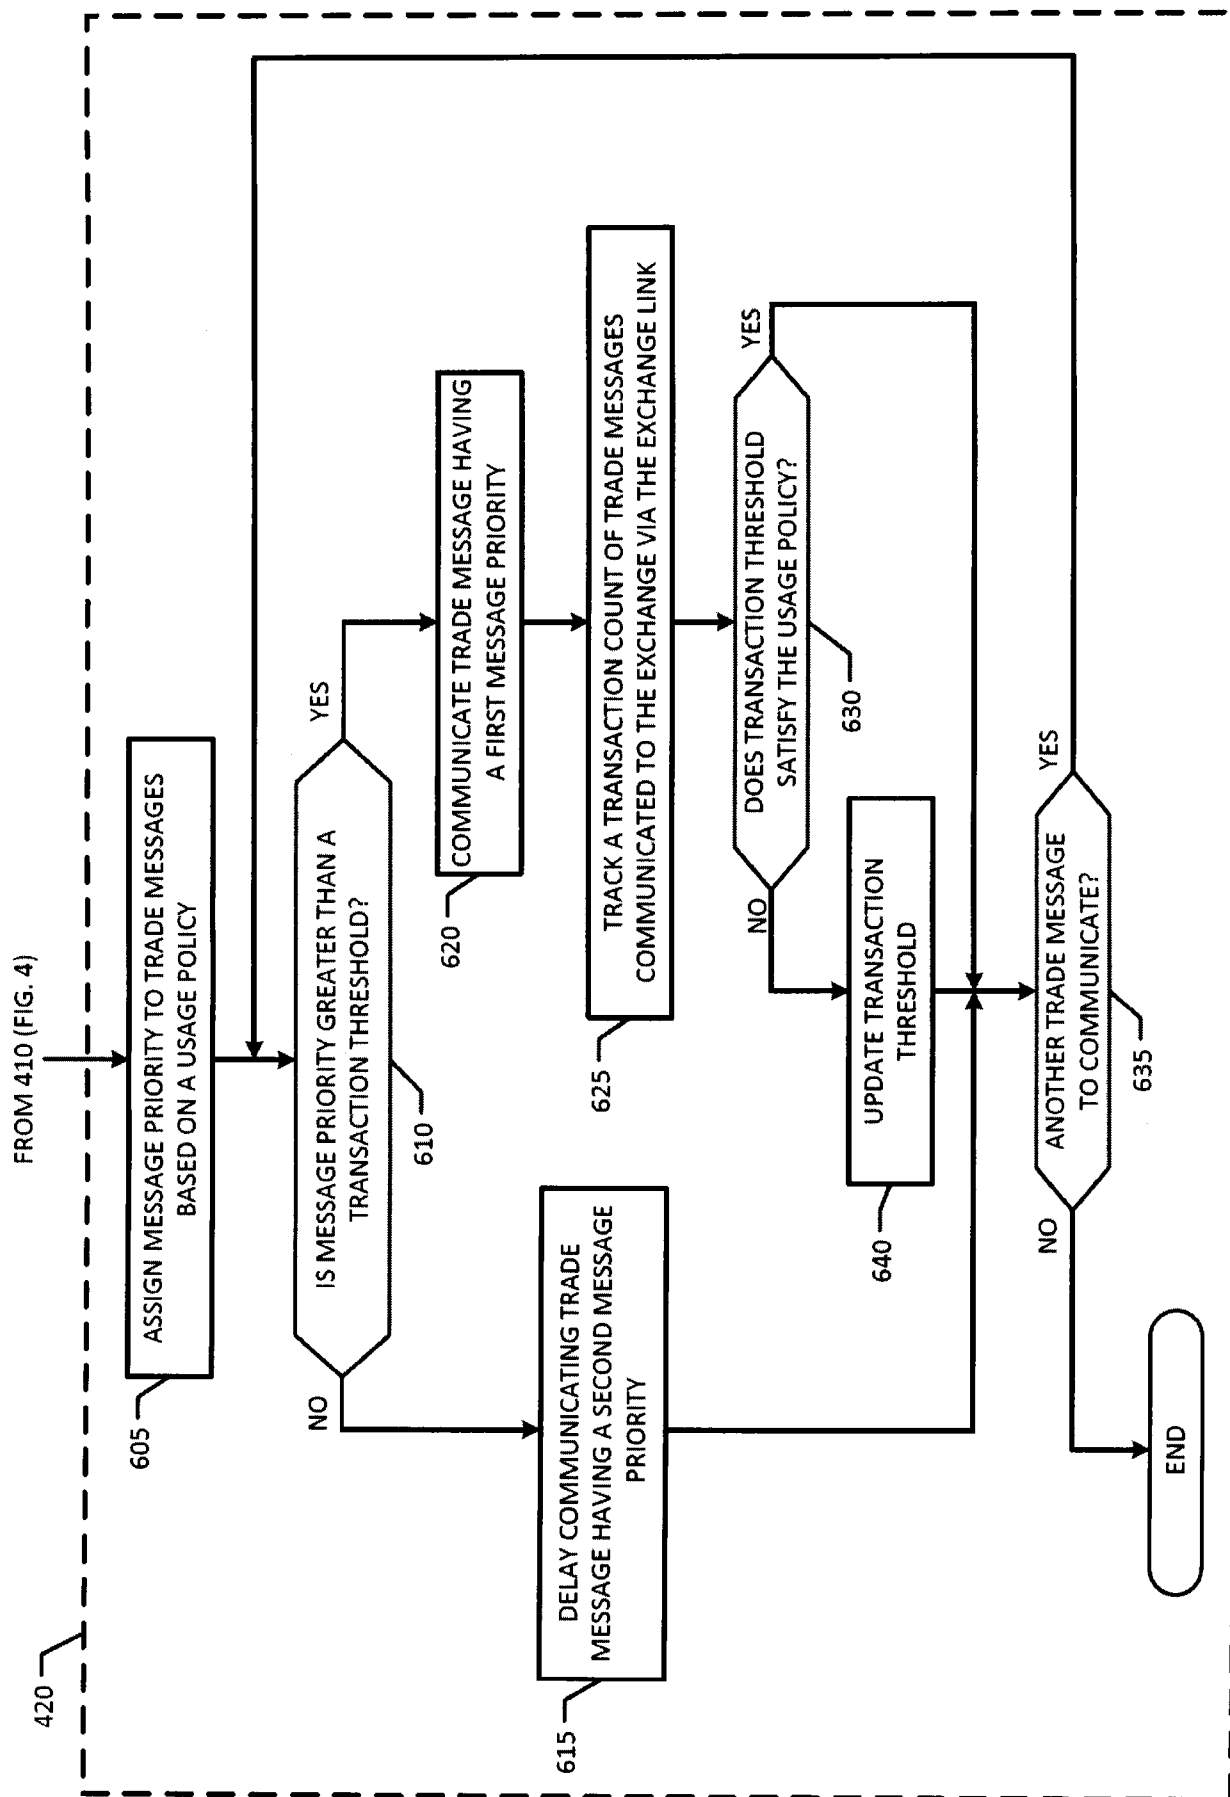 FROM 410 (FIG. 4)
420
ASSIGN MESSAGE PRIORITY TO TRADE MESSAGES
BASED ON A USAGE POLICY
605
IS MESSAGE PRIORITY GREATER THAN A
TRANSACTION THRESHOLD?
610
NO
YES
DELAY COMMUNICATING TRADE
MESSAGE HAVING A SECOND MESSAGE
PRIORITY
615
COMMUNICATE TRADE MESSAGE HAVING
A FIRST MESSAGE PRIORITY
620
TRACK A TRANSACTION COUNT OF TRADE MESSAGES
COMMUNICATED TO THE EXCHANGE VIA THE EXCHANGE LINK
625
DOES TRANSACTION THRESHOLD
SATISFY THE USAGE POLICY?
630
NO
YES
UPDATE TRANSACTION
THRESHOLD
640
ANOTHER TRADE MESSAGE
TO COMMUNICATE?
635
NO
YES
END